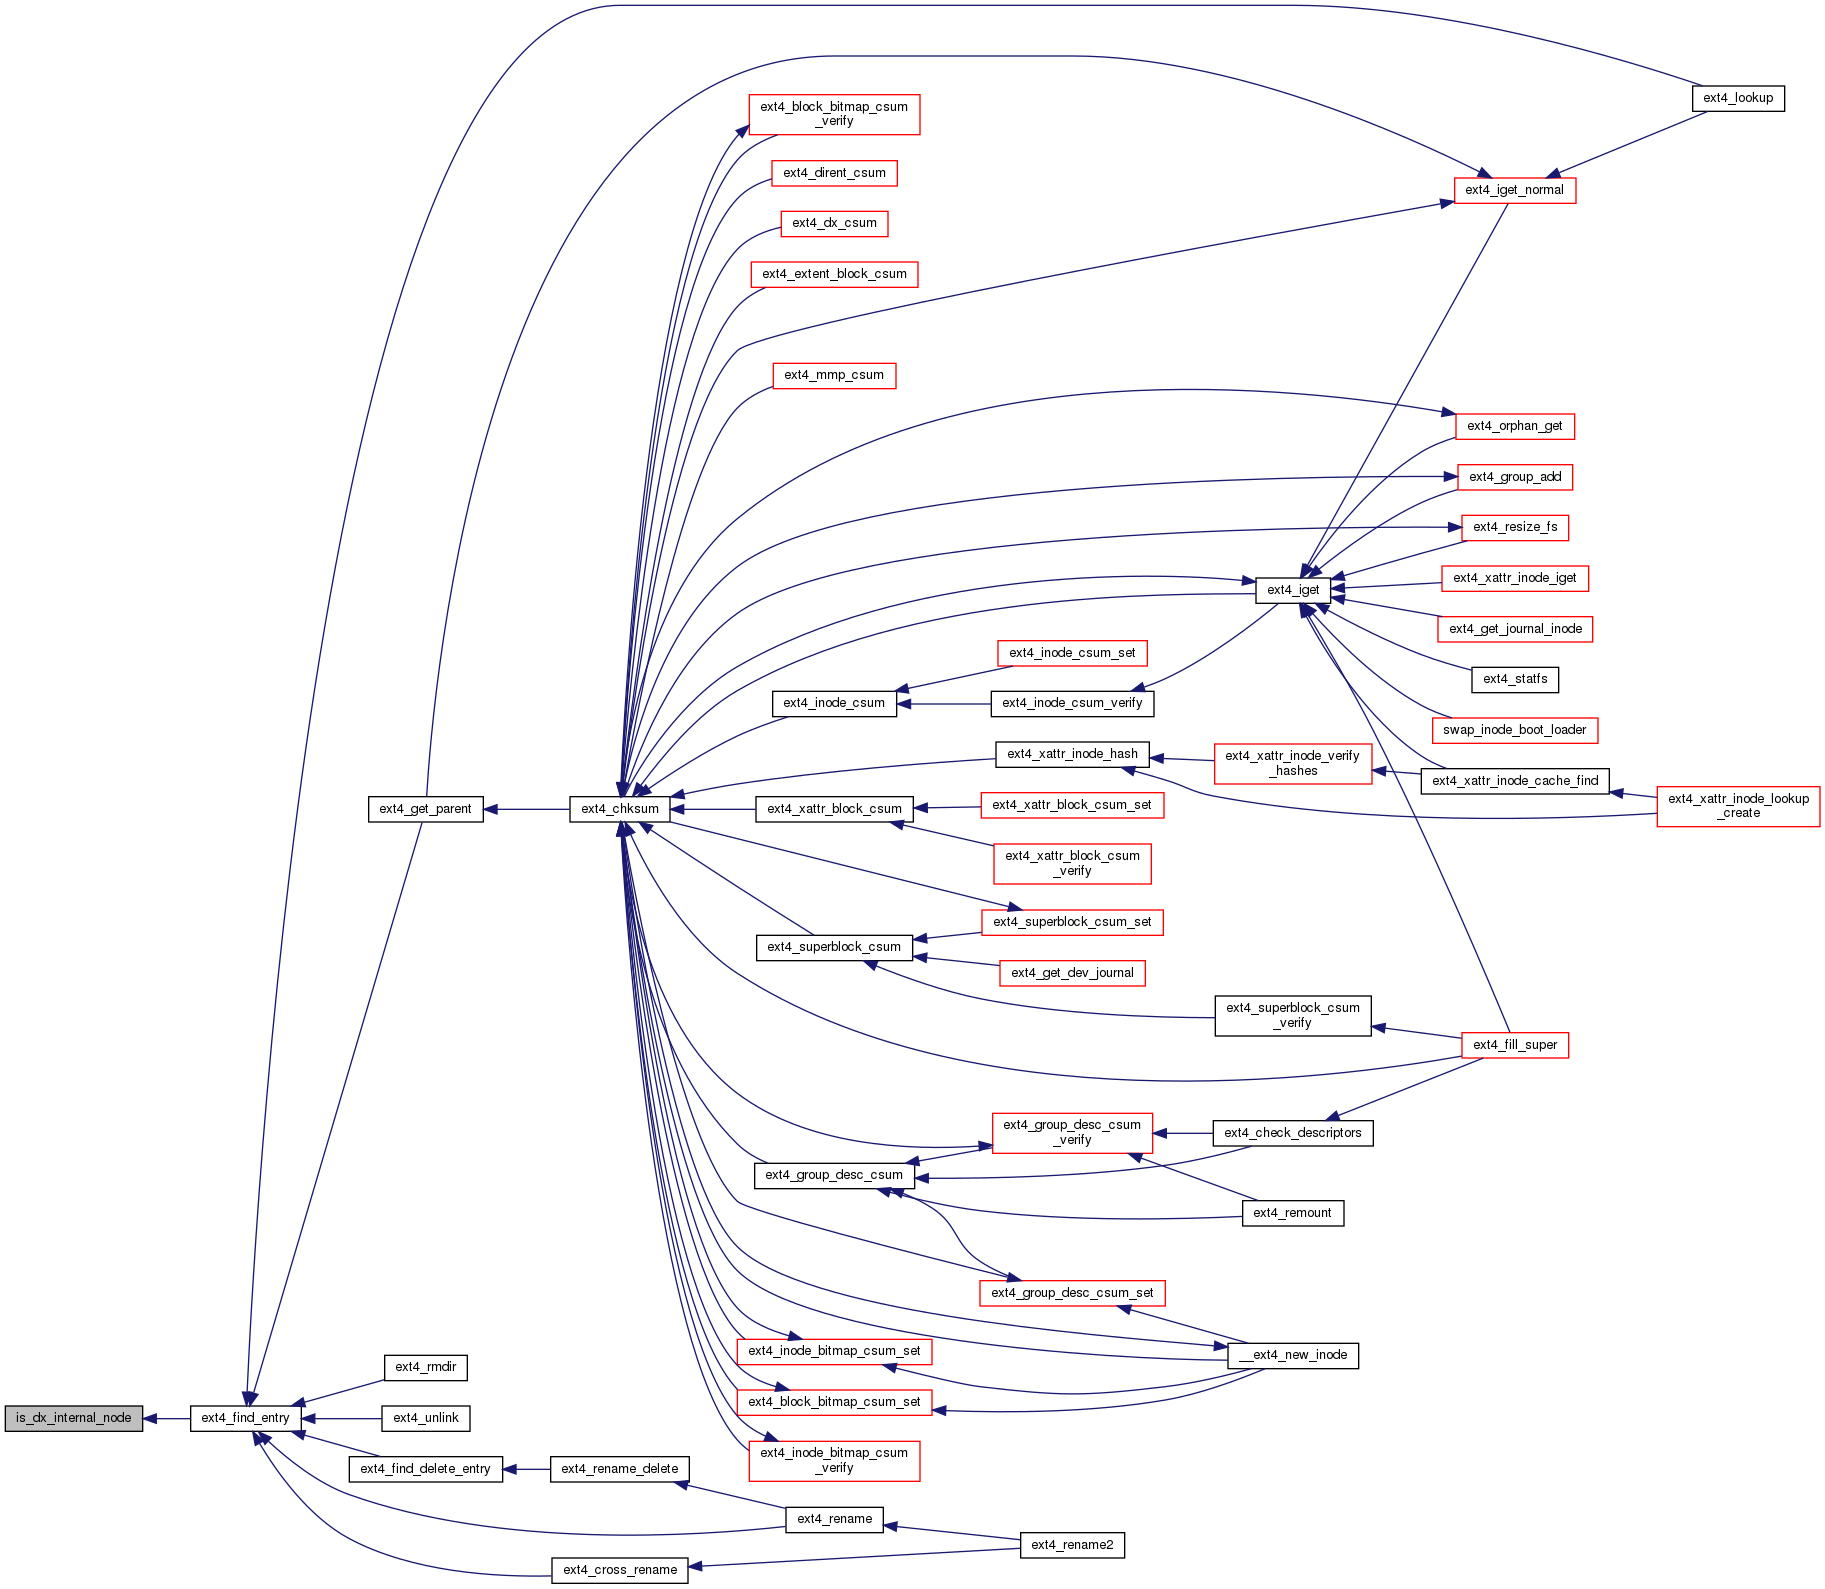 ext4_lookup
ext4_block_bitmap_csum
_verify
ext4_dirent_csum
ext4_iget_normal
ext4_dx_csum
ext4_extent_block_csum
ext4_mmp_csum
ext4_orphan_get
ext4_group_add
ext4_resize_fs
ext4_xattr_inode_iget
ext4_iget
ext4_get_journal_inode
ext4_inode_csum_set
ext4_statfs
ext4_inode_csum
ext4_inode_csum_verify
swap_inode_boot_loader
ext4_xattr_inode_hash
ext4_xattr_inode_verify
_hashes
ext4_xattr_inode_cache_find
ext4_get_parent
ext4_chksum
ext4_xattr_block_csum
ext4_xattr_block_csum_set
ext4_xattr_inode_lookup
_create
ext4_xattr_block_csum
_verify
ext4_superblock_csum_set
ext4_superblock_csum
ext4_get_dev_journal
ext4_superblock_csum
_verify
ext4_fill_super
ext4_group_desc_csum
_verify
ext4_check_descriptors
ext4_group_desc_csum
ext4_remount
ext4_group_desc_csum_set
ext4_inode_bitmap_csum_set
__ext4_new_inode
ext4_rmdir
ext4_block_bitmap_csum_set
is_dx_internal_node
ext4_find_entry
ext4_unlink
ext4_inode_bitmap_csum
_verify
ext4_find_delete_entry
ext4_rename_delete
ext4_rename
ext4_rename2
ext4_cross_rename